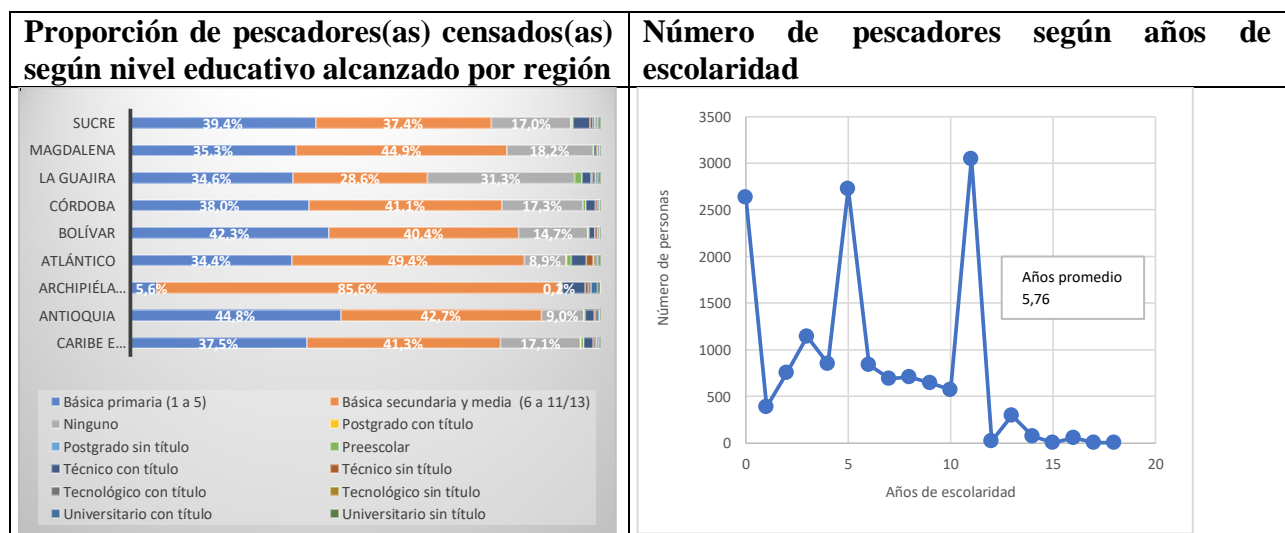 Proporción de pescadores(as) censados(as)
según nivel educativo alcanzado por región
Número de pescadores según años de
escolaridad
SUCRE 39,4% 37,4% 17,0%
MAGDALENA 35,3% 44,9% 18,2%
LA GUAJIRA 34,6% 28,6% 31,3%
CÓRDOBA 38,0% 41,1% 17,3%
BOLÍVAR 42,3% 40,4% 14,7%
ATLÁNTICO 34,4% 49,4% 8,9%
ARCHIPIÉLA… 5,6% 85,6% 0,2%
ANTIOQUIA 44,8% 42,7% 9,0%
CARIBE E… 37,5% 41,3% 17,1%
Básica primaria (1 a 5) Básica secundaria y media (6 a 11/13)
Ninguno Postgrado con título
Postgrado sin título Preescolar
Técnico con título Técnico sin título
Tecnológico con título Tecnológico sin título
Universitario con título Universitario sin título
3500
3000
2500
2000
1500
1000
500
0
Número de personas
Años promedio
5,76
0 5 10 15 20
Años de escolaridad